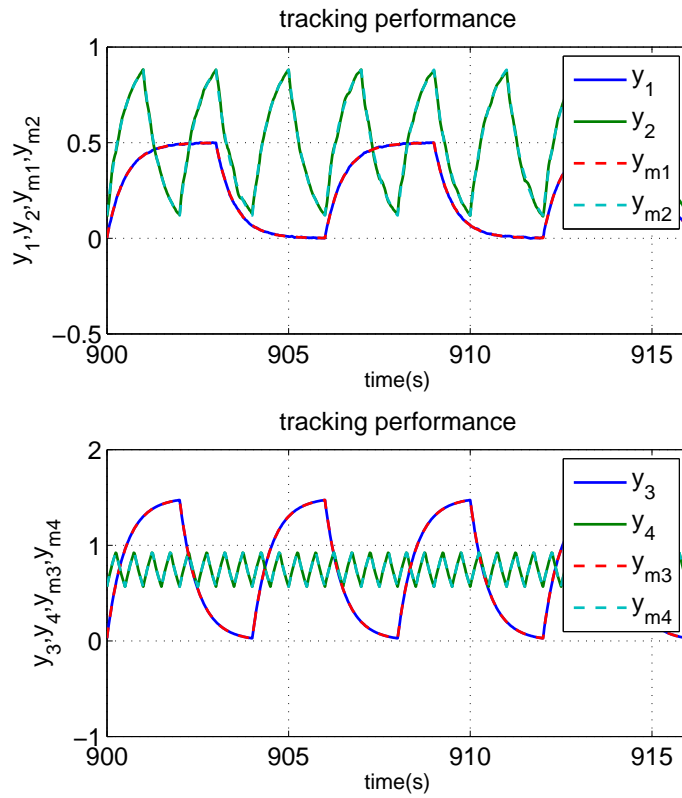 tracking performance
1
0.5
0
−0.5
y1,y2,ym1,ym2
y1
y2
ym1
ym2
900
905
910
915
time(s)
tracking performance
2
1
0
−1
y3,y4,ym3,ym4
y3
y4
ym3
ym4
900
905
910
915
time(s)